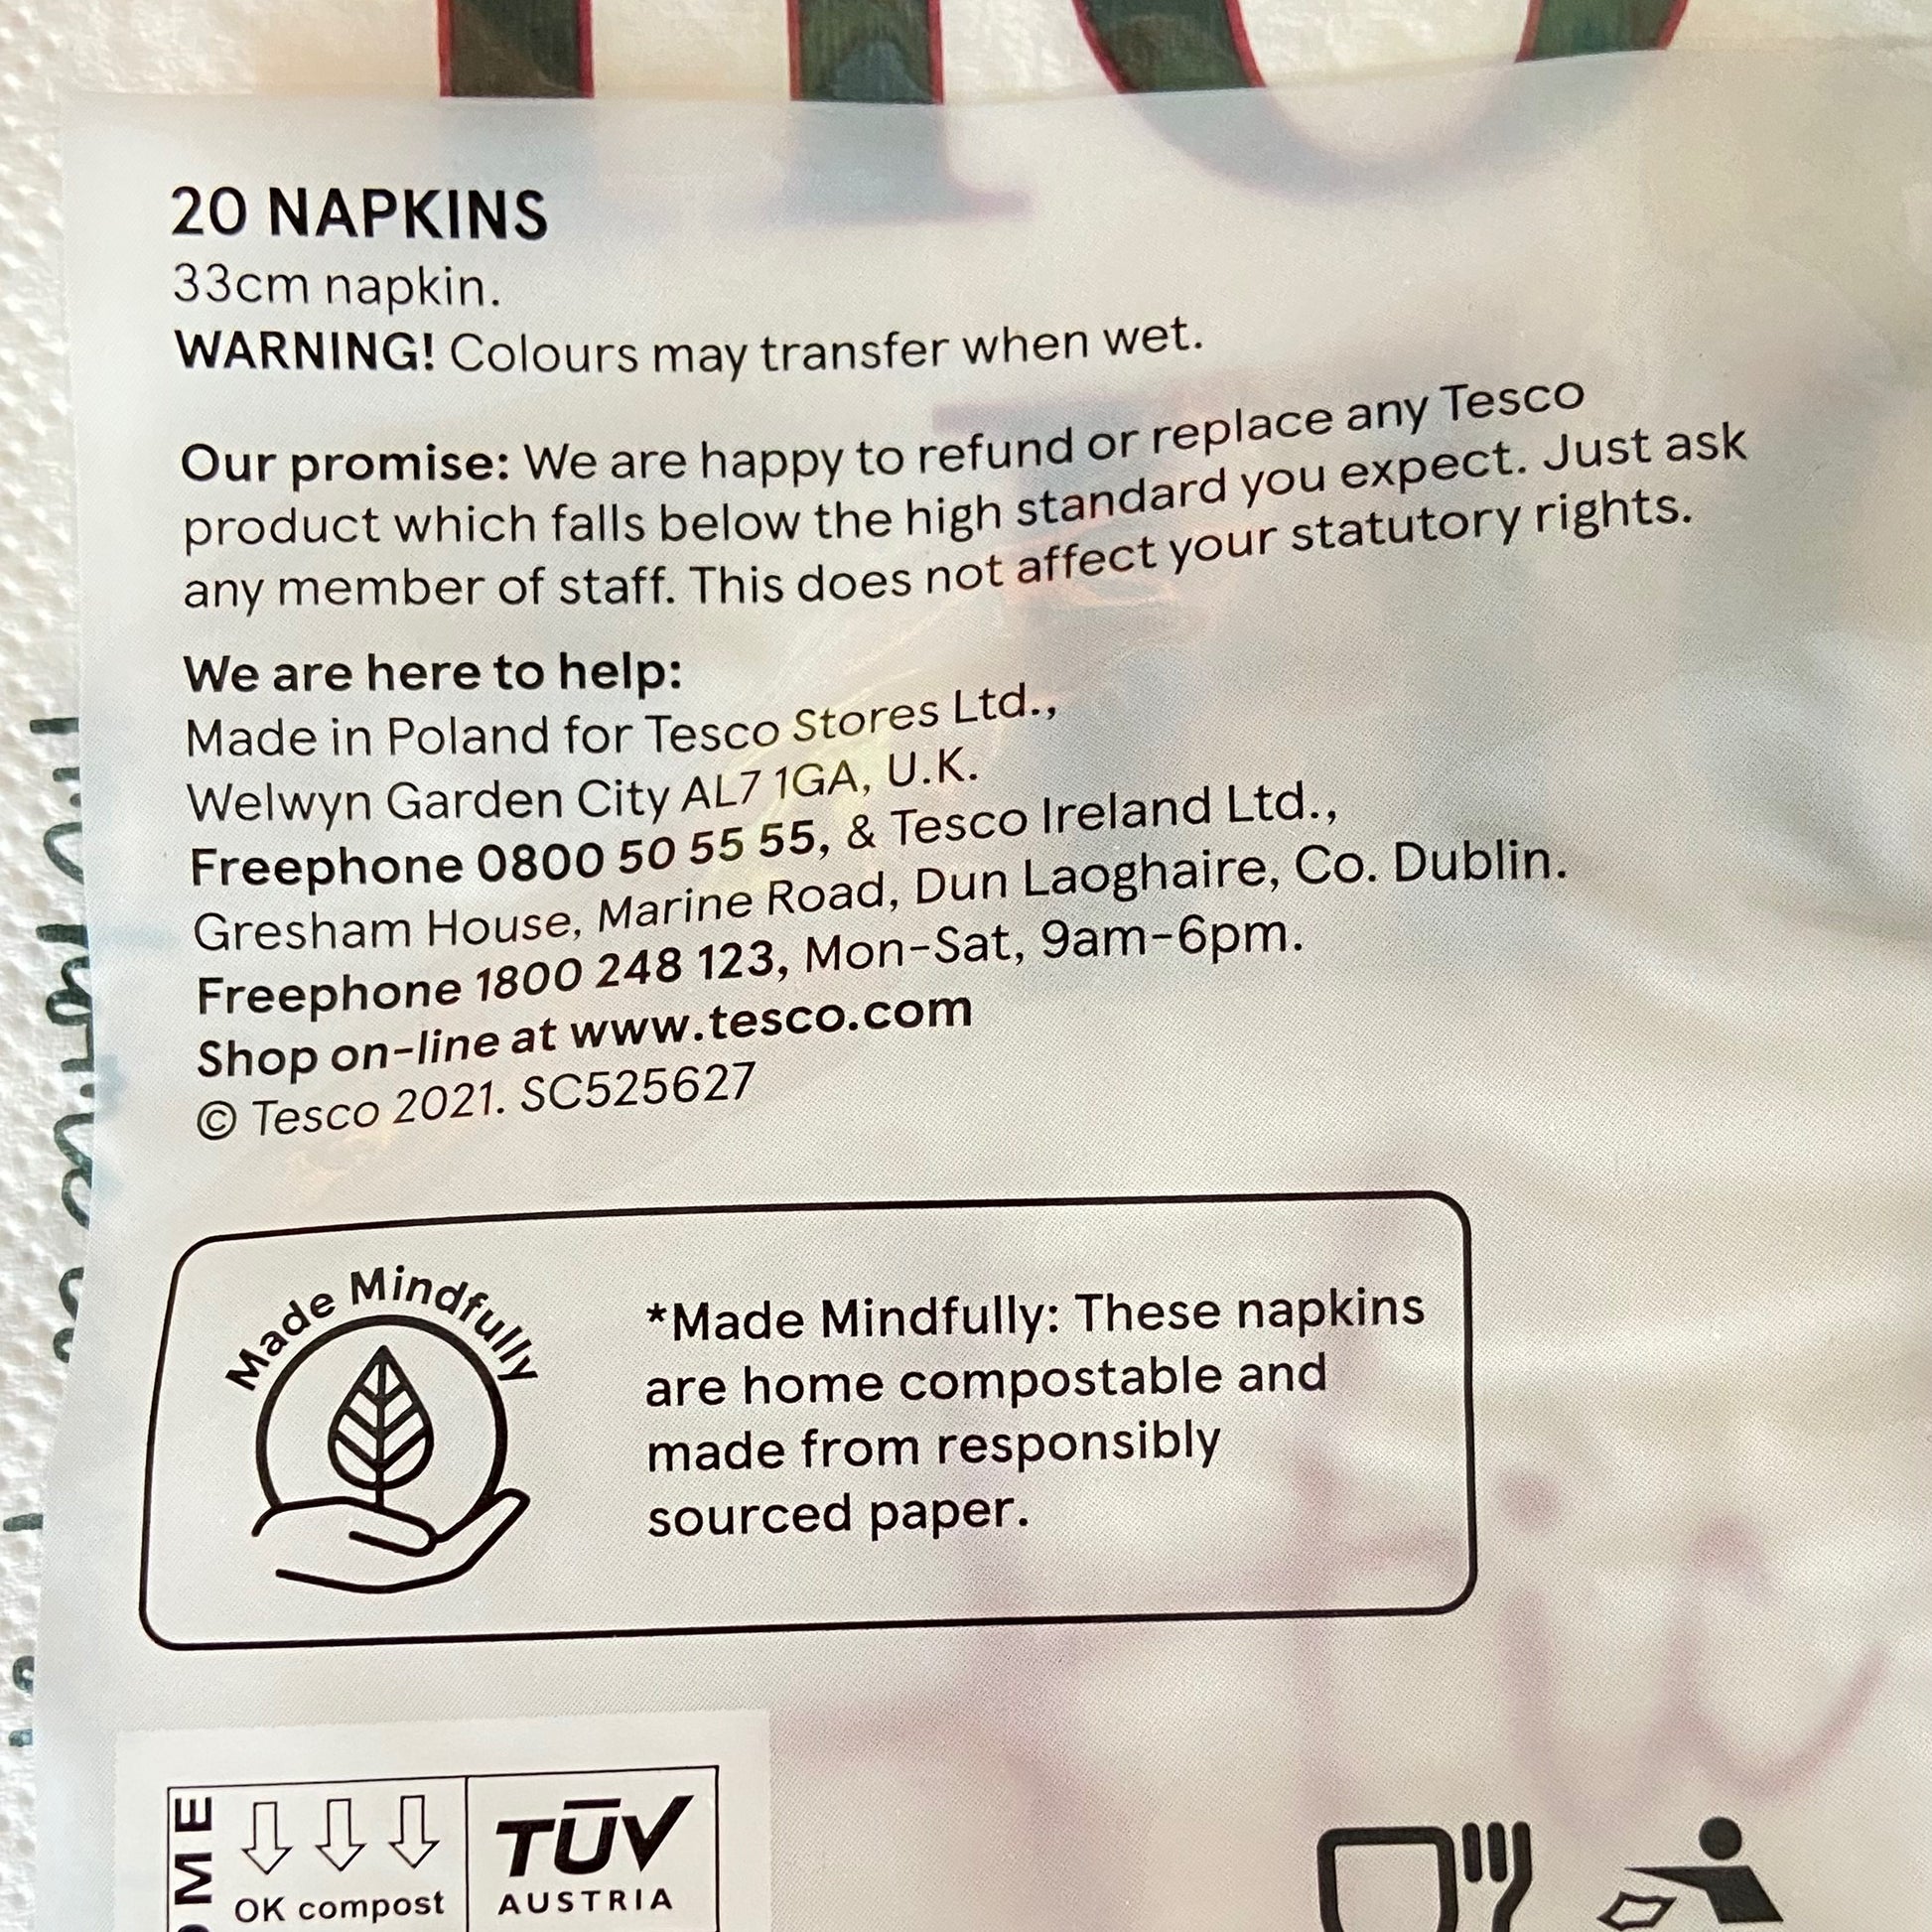 20 NAPKINS
33cm napkin.
WARNING! Colours may transfer when wet.
Our promise: We are happy to refund or replace any Tesco
product which falls below the high standard you expect. Just ask
any member of staff. This does not affect your statutory rights.
We are here to help:
Made in Poland for Tesco Stores Ltd.,
Welwyn Garden City AL7 1GA, U.K.
Freephone 0800 50 55 55, & Tesco Ireland Ltd.,
Gresham House, Marine Road, Dun Laoghaire, Co. Dublin.
Freephone 1800 248 123, Mon-Sat, 9am-6pm.
Shop on-line at www.tesco.com
© Tesco 2021. SC525627
Made Mindfully
*Made Mindfully: These napkins
are home compostable and
made from responsibly
sourced paper.
OK compost
TÜV
AUSTRIA